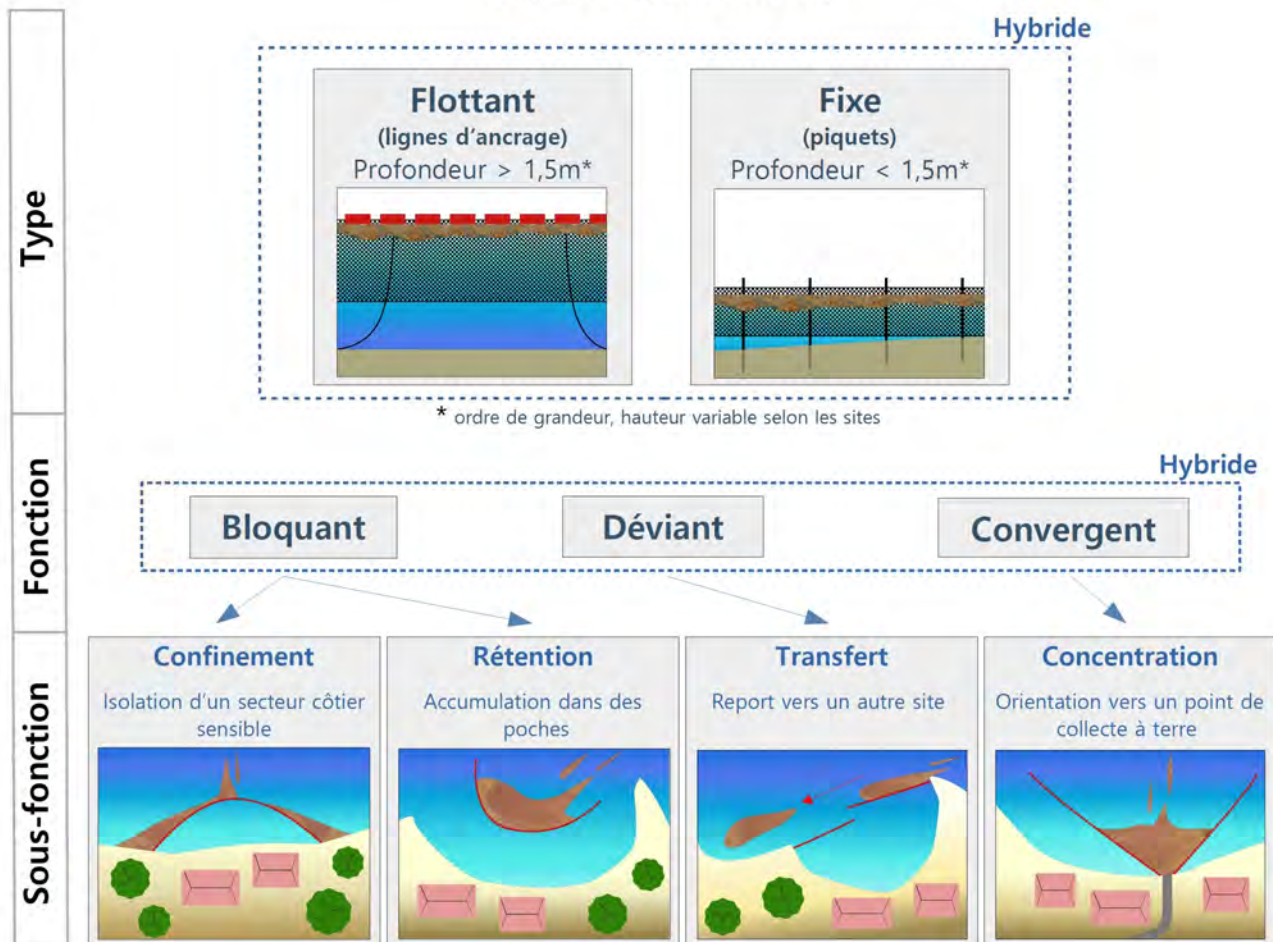 Type
Hybride
Flottant
(lignes d'ancrage)
Profondeur > 1,5m*
Fixe
(piquets)
Profondeur < 1,5m*
* ordre de grandeur, hauteur variable selon les sites
Fonction
Hybride
Bloquant
Déviant
Convergent
Sous-fonction
Confinement
Isolation d'un secteur côtier
sensible
Rétention
Accumulation dans des
poches
Transfert
Report vers un autre site
Concentration
Orientation vers un point de
collecte à terre